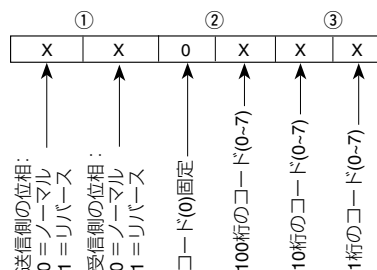 ① ② ③
X X 0 X X X
送信側の位相:
0＝ノーマル
1＝リバース
受信側の位相：
0＝ノーマル
1＝リバース
コード(0)固定
100桁のコード(0~7)
10桁のコード(0~7)
1桁のコード(0~7)